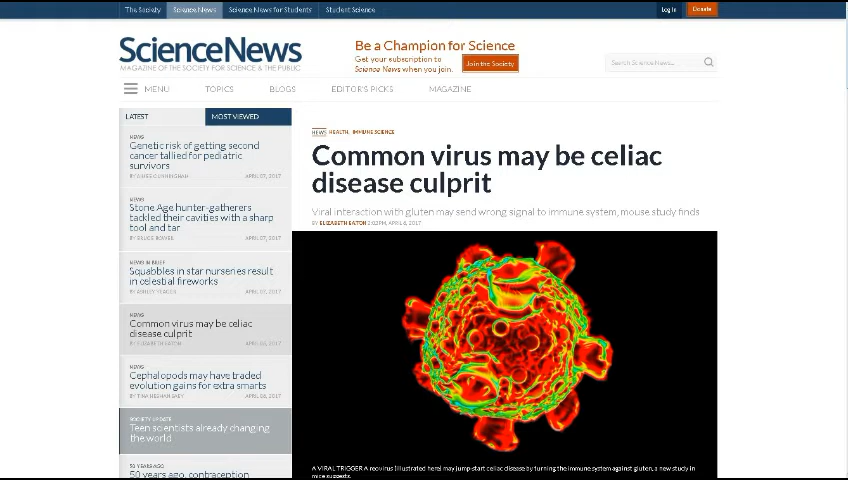 The Society Science News Science News for Students Student Science Log In Donate
ScienceNews
MAGAZINE OF THE SOCIETY FOR SCIENCE & THE PUBLIC
Be a Champion for Science
Get your subscription to
Science News when you join.
Join the Society
Search Science News...
MENU TOPICS BLOGS EDITOR'S PICKS MAGAZINE
LATEST MOST VIEWED
NEWS
Genetic risk of getting second
cancer tallied for pediatric
survivors
BY AIMEE CUNNINGHAM APRIL 07, 2017
NEWS
Stone Age hunter-gatherers
tackled their cavities with a sharp
tool and tar
BY BRUCE BOWER APRIL 07, 2017
NEWS IN BRIEF
Squabbles in star nurseries result
in celestial fireworks
BY ASHLEY YEAGER APRIL 07, 2017
NEWS
Common virus may be celiac
disease culprit
BY ELIZABETH EATON APRIL 06, 2017
NEWS
Cephalopods may have traded
evolution gains for extra smarts
BY TINA HESMAN SAEY APRIL 06, 2017
SOCIETY UPDATE
Teen scientists already changing
the world
50 YEARS AGO
50 years ago, contraception
NEWS HEALTH, IMMUNE SCIENCE
Common virus may be celiac
disease culprit
Viral interaction with gluten may send wrong signal to immune system, mouse study finds
BY ELIZABETH EATON 2:02PM, APRIL 6, 2017
A VIRAL TRIGGER A reovirus (illustrated here) may jump-start celiac disease by turning the immune system against gluten, a new study in
mice suggests.